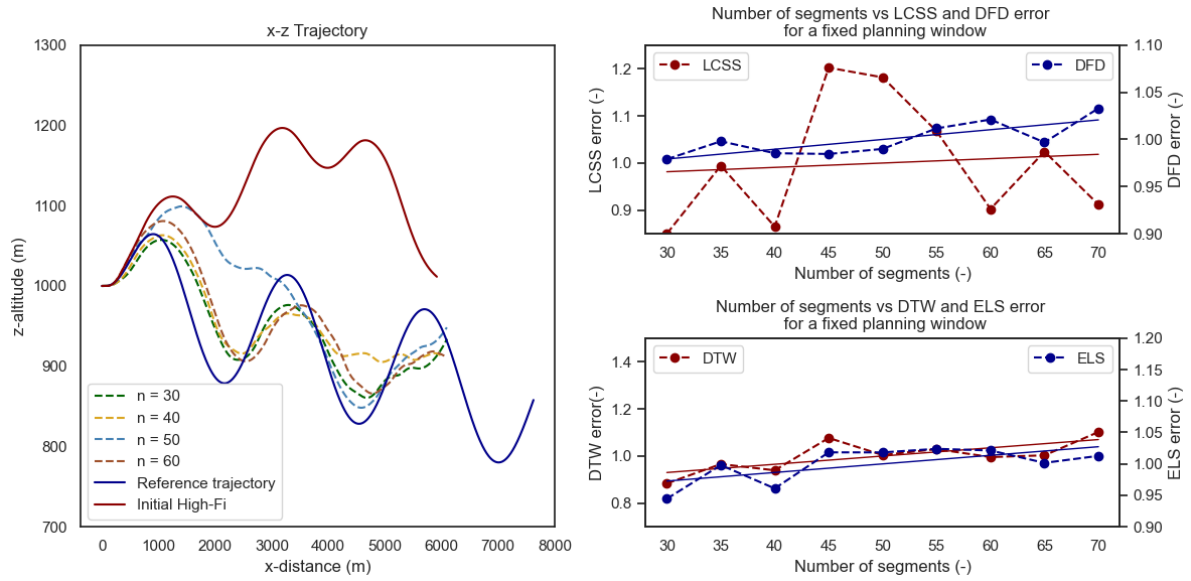 x-z Trajectory
1300
1200
1100
1000
900
800
700
z-altitude (m)
0
1000
2000
3000
4000
5000
6000
7000
8000
x-distance (m)
n = 30
n = 40
n = 50
n = 60
Reference trajectory
Initial High-Fi
Number of segments vs LCSS and DFD error
for a fixed planning window
LCSS
DFD
1.2
1.1
1.0
0.9
LCSS error (-)
1.10
1.05
1.00
0.95
0.90
DFD error (-)
30
35
40
45
50
55
60
65
70
Number of segments (-)
Number of segments vs DTW and ELS error
for a fixed planning window
DTW
ELS
1.4
1.2
1.0
0.8
DTW error(-)
1.20
1.15
1.10
1.05
1.00
0.95
0.90
ELS error (-)
30
35
40
45
50
55
60
65
70
Number of segments (-)